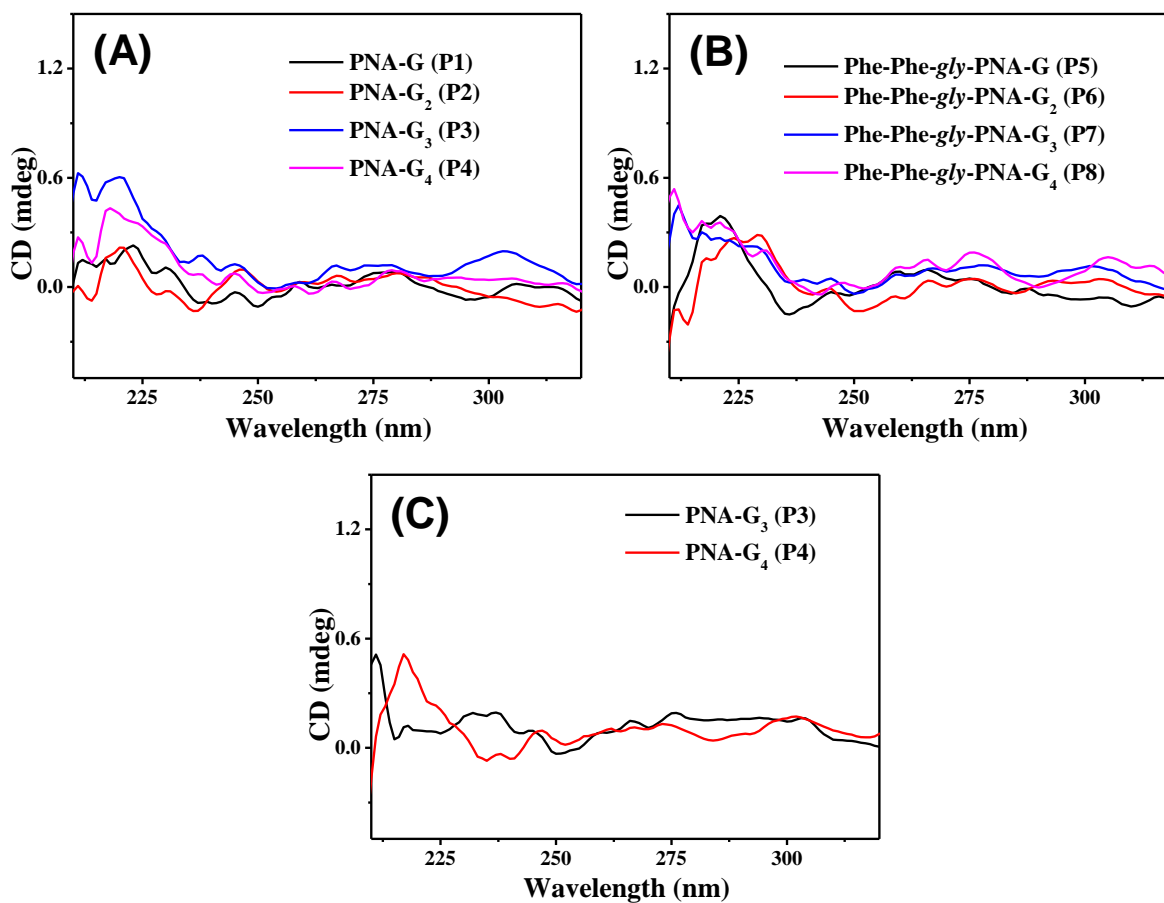 (A)
PNA-G (P1)
PNA-G₂ (P2)
PNA-G₃ (P3)
PNA-G₄ (P4)
CD (mdeg)
1.2
0.6
0.0
225 250 275 300
Wavelength (nm)
(B)
Phe-Phe-gly-PNA-G (P5)
Phe-Phe-gly-PNA-G₂ (P6)
Phe-Phe-gly-PNA-G₃ (P7)
Phe-Phe-gly-PNA-G₄ (P8)
CD (mdeg)
1.2
0.6
0.0
225 250 275 300
Wavelength (nm)
(C)
PNA-G₃ (P3)
PNA-G₄ (P4)
CD (mdeg)
1.2
0.6
0.0
225 250 275 300
Wavelength (nm)